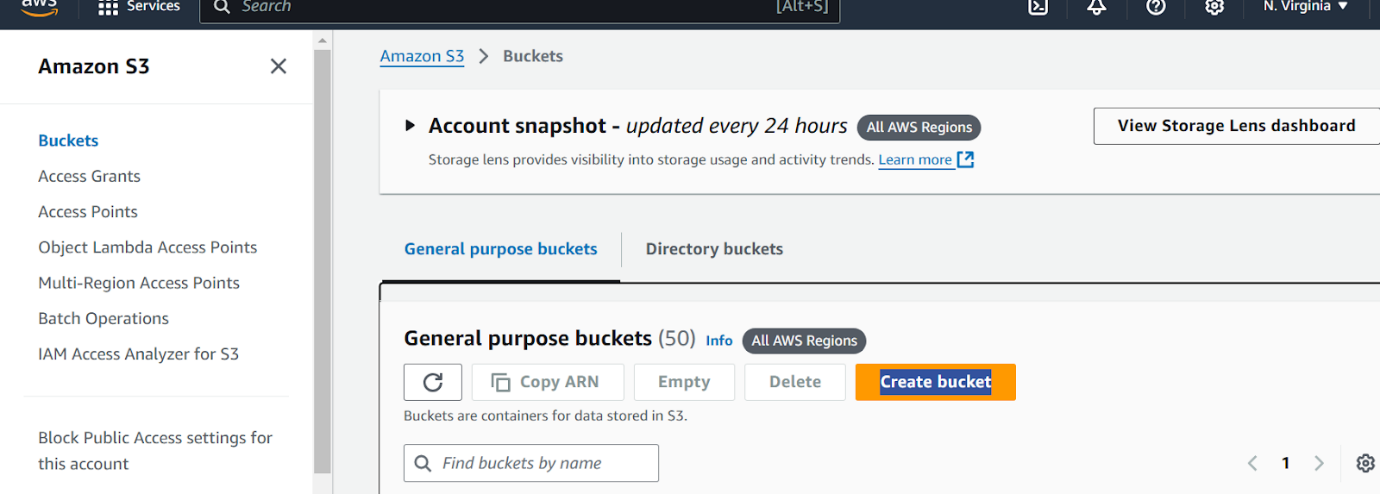 aws Services Search [Alt+S] N. Virginia
Amazon S3
Buckets
Access Grants
Access Points
Object Lambda Access Points
Multi-Region Access Points
Batch Operations
IAM Access Analyzer for S3
Block Public Access settings for
this account
Amazon S3 Buckets
Account snapshot - updated every 24 hours All AWS Regions View Storage Lens dashboard
Storage lens provides visibility into storage usage and activity trends. Learn more
General purpose buckets Directory buckets
General purpose buckets (50) Info All AWS Regions
Copy ARN Empty Delete Create bucket
Buckets are containers for data stored in S3.
Find buckets by name 1